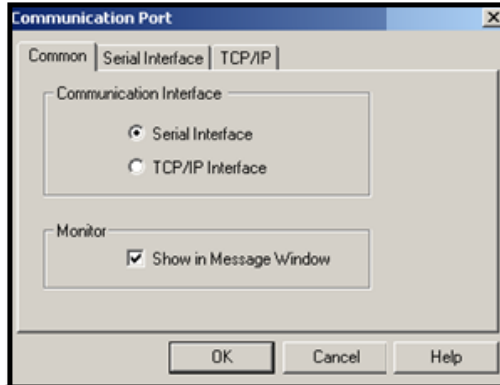 Communication Port
Common Serial Interface TCP/IP
Communication Interface
Serial Interface
TCP/IP Interface
Monitor
Show in Message Window
OK Cancel Help